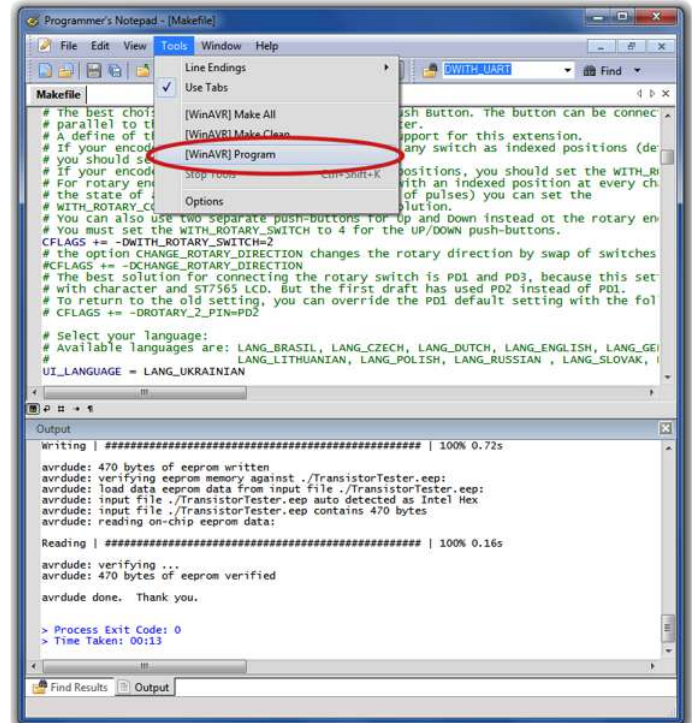 Programmer's Notepad - [Makefile]
File Edit View Tools Window Help
DWITH_UART Find
Line Endings
Use Tabs
[WinAVR] Make All
[WinAVR] Make Clean
[WinAVR] Program
Stop Tools Ctrl+Shift+K
Options
Makefile
# The best chois sh Button. The button can be connec
# parallel to th er.
# A define of t pport for this extension.
# If your encod any switch as indexed positions (de
# you should se
# If your encode ositions, you should set the WITH_R
# For rotary en with an indexed position at every ch
# the state of of pulses) you can set the
# WITH_ROTARY_C olution.
# You can also use two separate push-buttons for Up and Down instead ot the rotary en
# You must set the WITH_ROTARY_SWITCH to 4 for the UP/DOWN push-buttons.
CFLAGS += -DWITH_ROTARY_SWITCH=2
# the option CHANGE_ROTARY_DIRECTION changes the rotary direction by swap of switches
#CFLAGS += -DCHANGE_ROTARY_DIRECTION
# The best solution for connecting the rotary switch is PD1 and PD3, because this set
# with character and ST7565 LCD. But the first draft has used PD2 instead of PD1.
# To return to the old setting, you can override the PD1 default setting with the fol
# CFLAGS += -DROTARY_2_PIN=PD2
# Select your language:
# Available languages are: LANG_BRASIL, LANG_CZECH, LANG_DUTCH, LANG_ENGLISH, LANG_GE
# LANG_LITHUANIAN, LANG_POLISH, LANG_RUSSIAN , LANG_SLOVAK,
UI_LANGUAGE = LANG_UKRAINIAN
Output
Writing | ################################################## | 100% 0.72s
avrdude: 470 bytes of eeprom written
avrdude: verifying eeprom memory against ./TransistorTester.eep:
avrdude: load data eeprom data from input file ./TransistorTester.eep:
avrdude: input file ./TransistorTester.eep auto detected as Intel Hex
avrdude: input file ./TransistorTester.eep contains 470 bytes
avrdude: reading on-chip eeprom data:
Reading | ################################################## | 100% 0.16s
avrdude: verifying ...
avrdude: 470 bytes of eeprom verified
avrdude done. Thank you.
> Process Exit Code: 0
> Time Taken: 00:13
Find Results Output